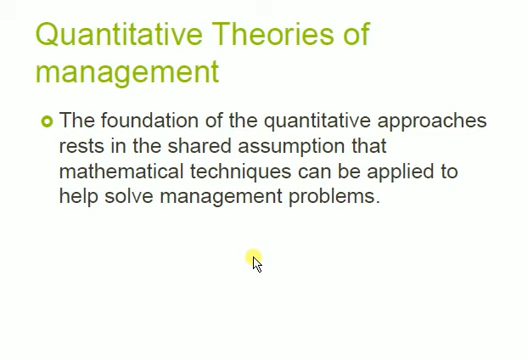 Quantitative Theories of
management
The foundation of the quantitative approaches
rests in the shared assumption that
mathematical techniques can be applied to
help solve management problems.